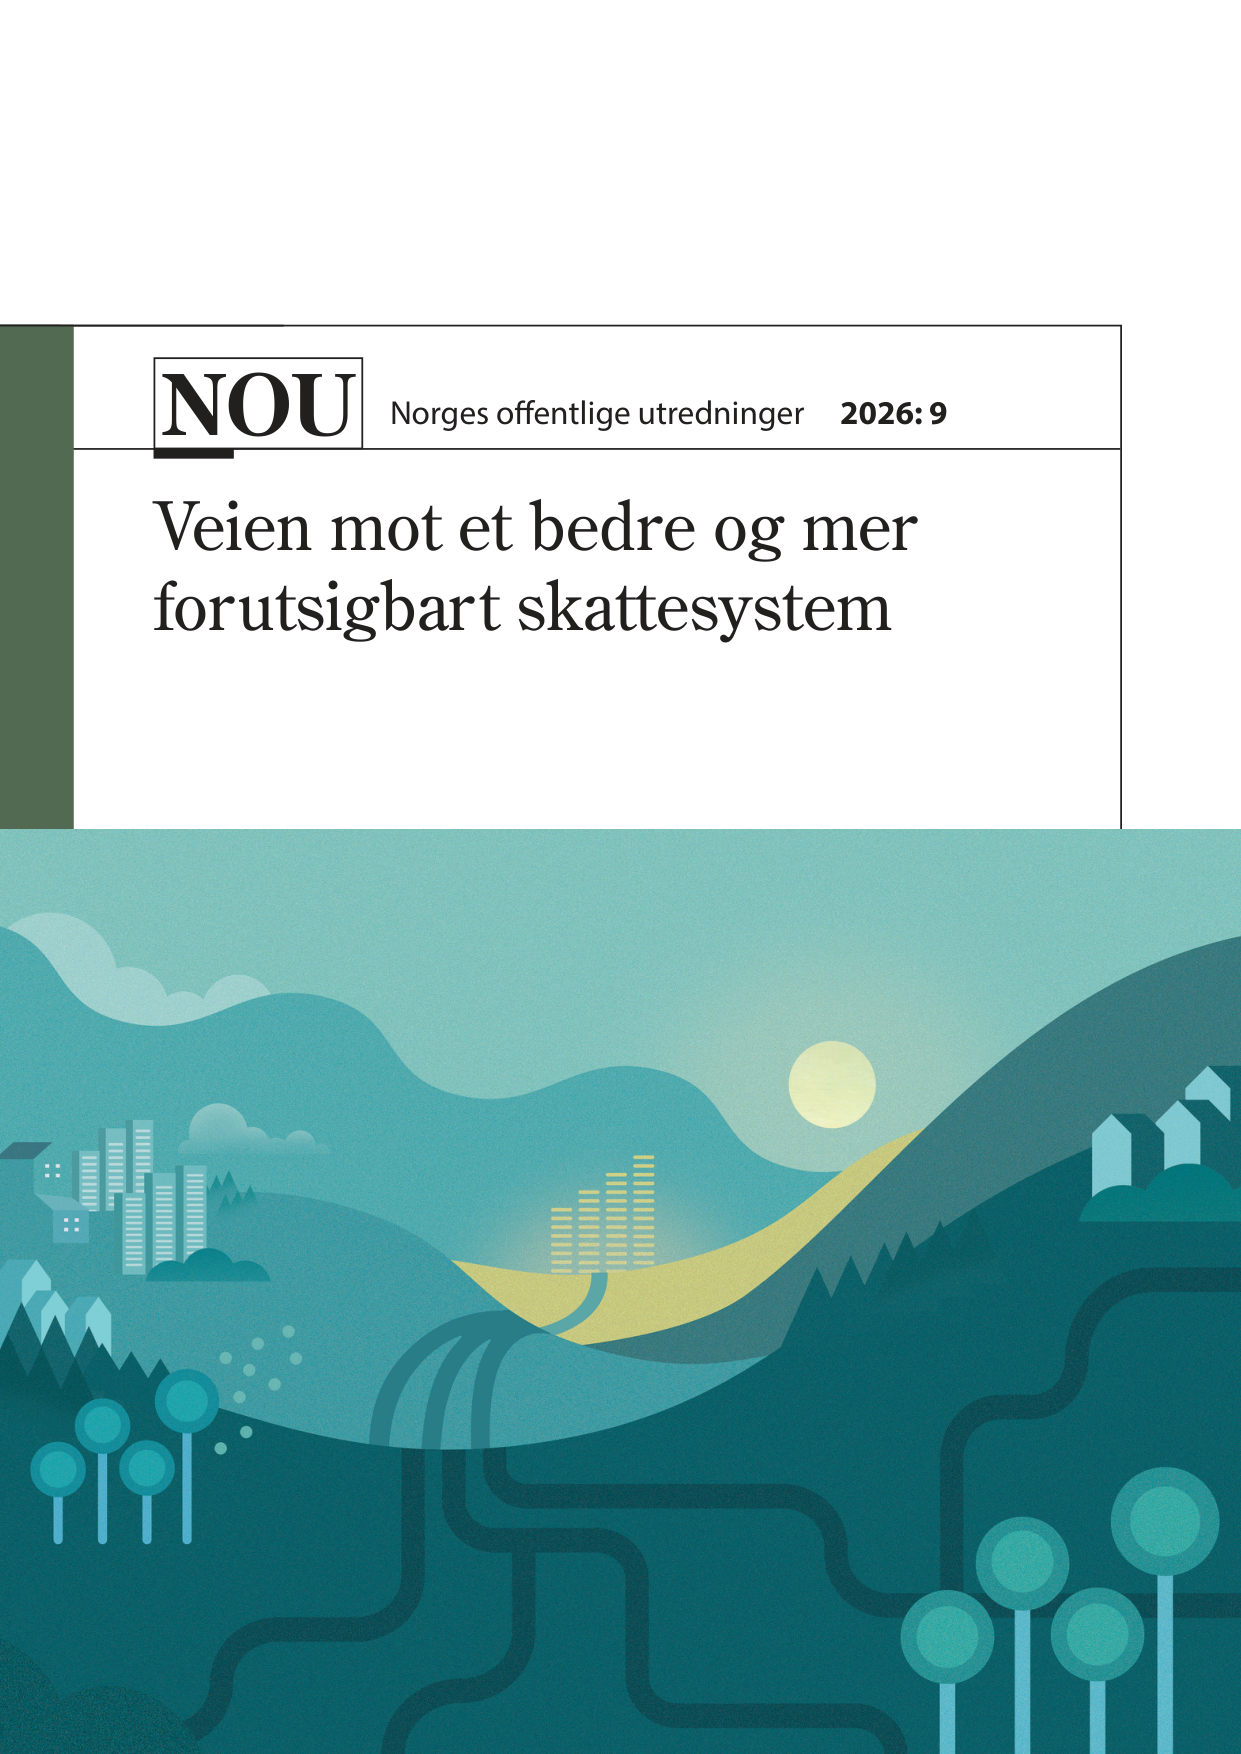 NOU Norges offentlige utredninger 2026: 9
Veien mot et bedre og mer
forutsigbart skattesystem